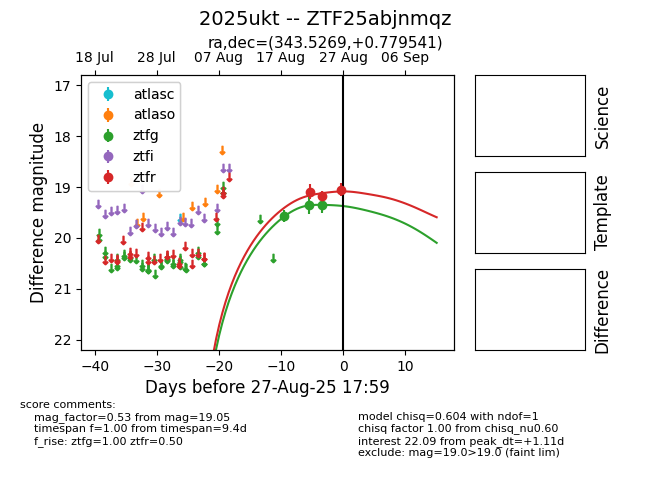 2025ukt -- ZTF25abjnmqz
ra,dec=(343.5269,+0.779541)
18 Jul
28 Jul
07 Aug
17 Aug
27 Aug
06 Sep
17
18
19
20
21
22
Difference magnitude
atlasc
atlaso
ztfg
ztfi
ztfr
−40
−30
−20
−10
0
10
Days before 27-Aug-25 17:59
Science
Template
Difference
score comments:
mag_factor=0.53 from mag=19.05
timespan f=1.00 from timespan=9.4d
f_rise: ztfg=1.00 ztfr=0.50
model chisq=0.604 with ndof=1
chisq factor 1.00 from chisq_nu0.60
interest 22.09 from peak_dt=+1.11d
exclude: mag=19.0>19.0 (faint lim)